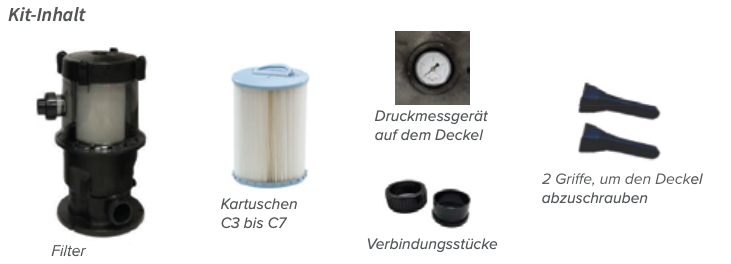 Kit-Inhalt
Druckmessgerät
auf dem Deckel
2 Griffe, um den Deckel
abzuschrauben
Kartuschen
C3 bis C7
Verbindungsstücke
Filter